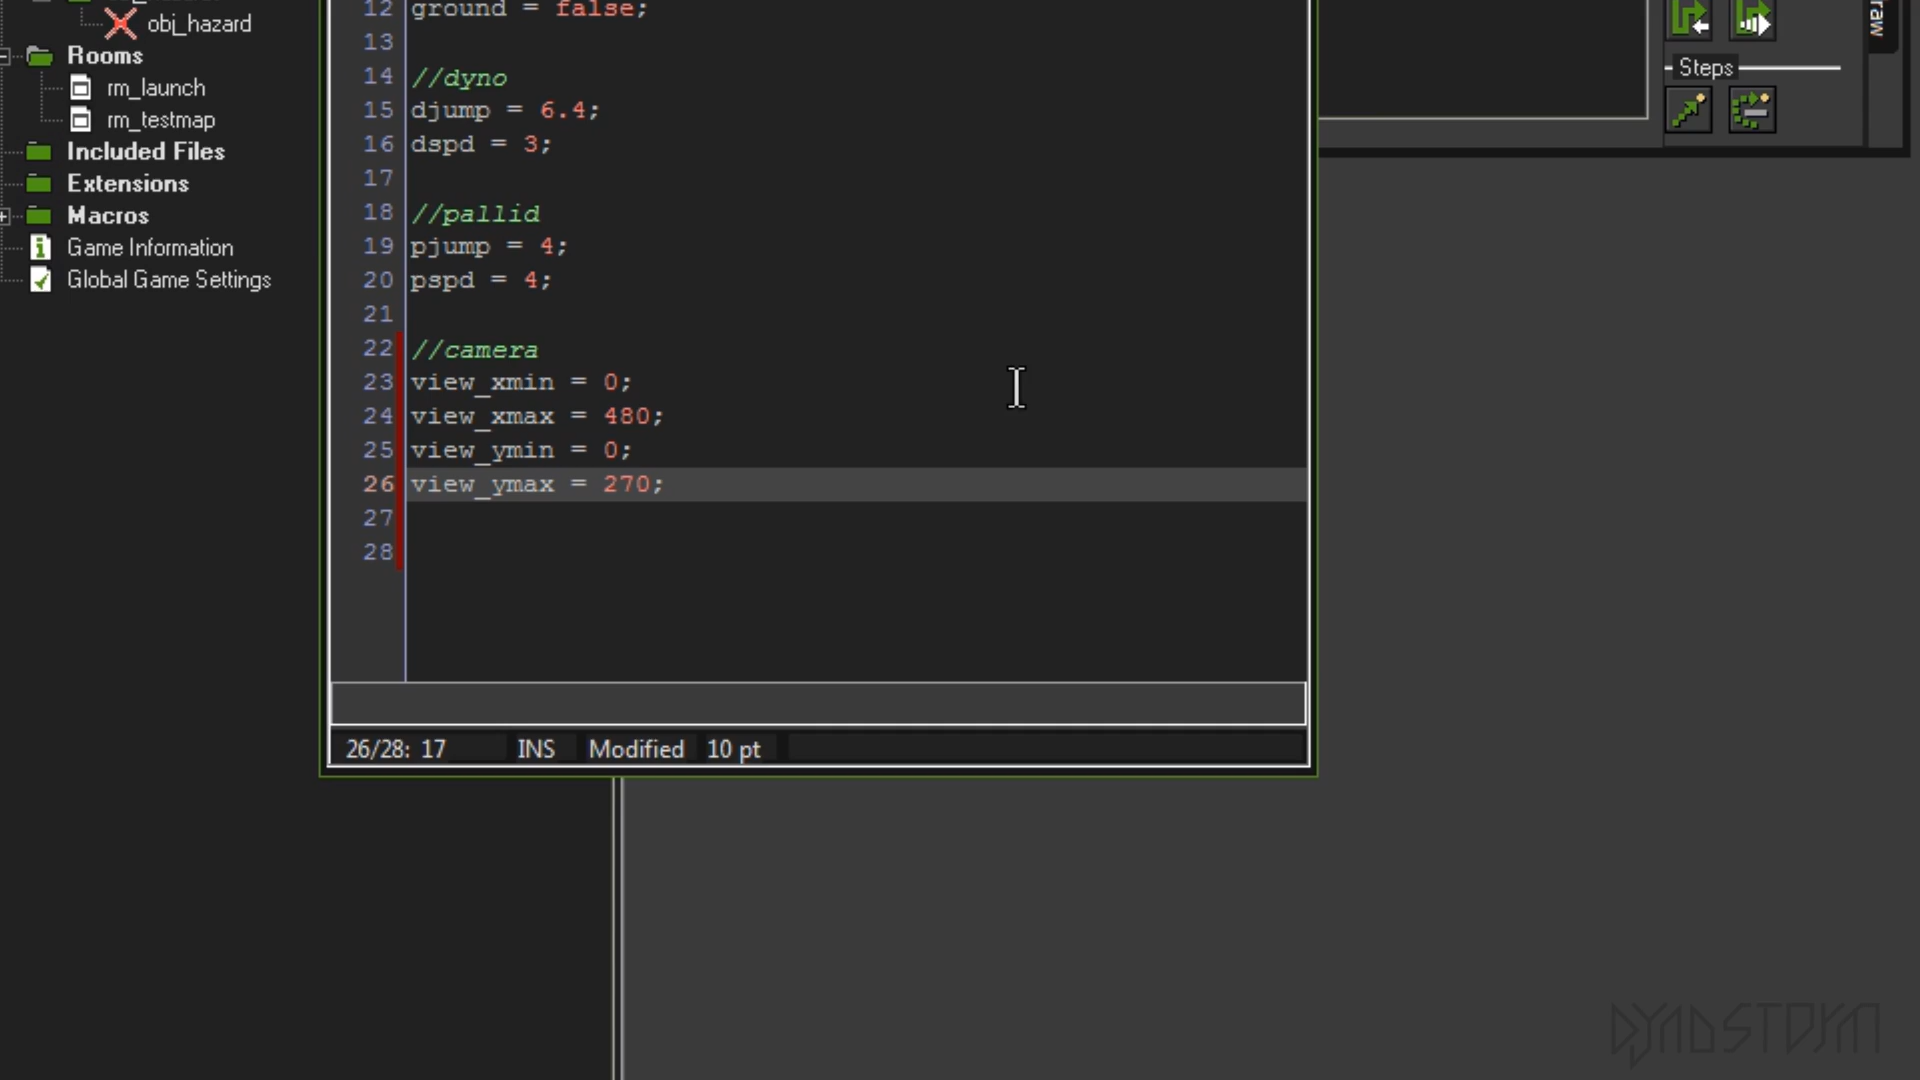 obj_hazard
Rooms
rm_launch
rm_testmap
Included Files
Extensions
Macros
Game Information
Global Game Settings
12 ground = false;
13
14 //dyno
15 djump = 6.4;
16 dspd = 3;
17
18 //pallid
19 pjump = 4;
20 pspd = 4;
21
22 //camera
23 view_xmin = 0;
24 view_xmax = 480;
25 view_ymin = 0;
26 view_ymax = 270;
27
28
26/28: 17 INS Modified 10 pt
Steps
raw
DYNOSTORM